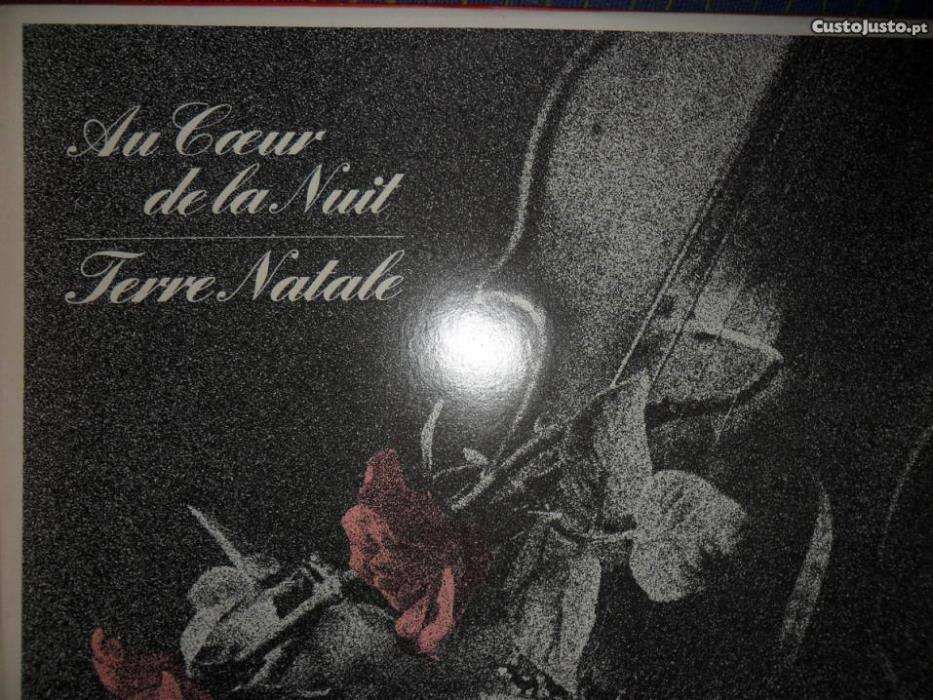 CustoJusto.pt
Au Cœur
de la Nuit
Terre Natale